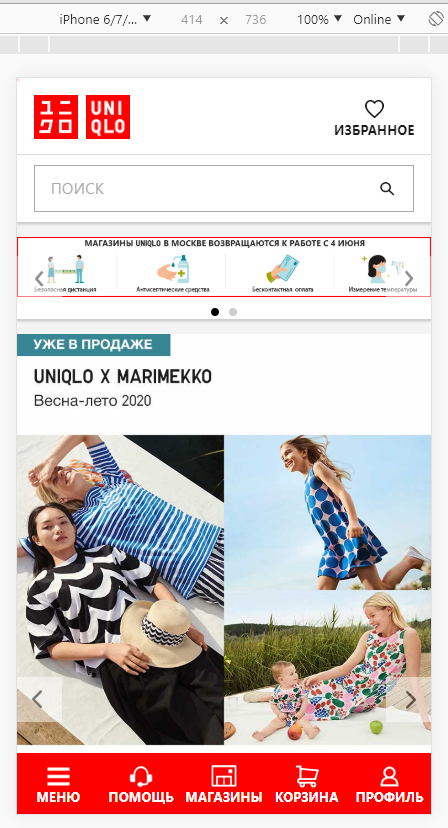 iPhone 6/7/... ▼ 414 × 736 100% ▼ Online ▼
ユニ UNI
クロ QLO
ИЗБРАННОЕ
ПОИСК
МАГАЗИНЫ UNIQLO В МОСКВЕ ВОЗВРАЩАЮТСЯ К РАБОТЕ С 4 ИЮНЯ
Безопасная дистанция Антисептические средства Бесконтактная оплата Измерение температуры
УЖЕ В ПРОДАЖЕ
UNIQLO X MARIMEKKO
Весна-лето 2020
МЕНЮ ПОМОЩЬ МАГАЗИНЫ КОРЗИНА ПРОФИЛЬ